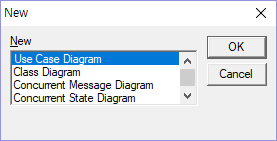 New
New
Use Case Diagram
Class Diagram
Concurrent Message Diagram
Concurrent State Diagram
OK
Cancel